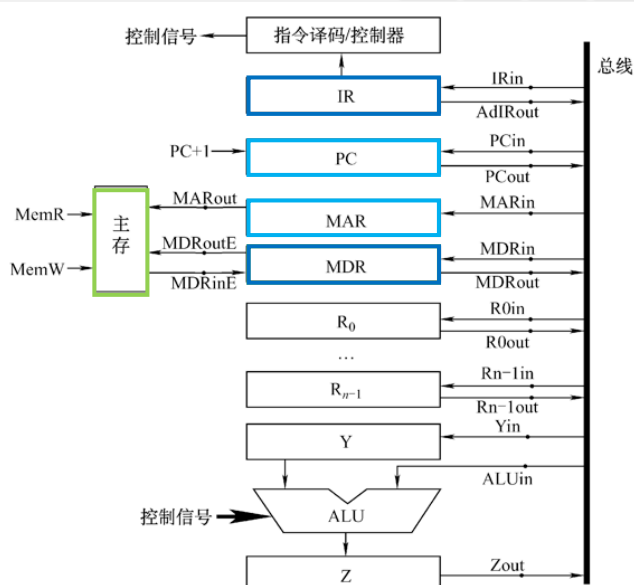 控制信号
指令译码/控制器
总线
IR
IRin
AdIRout
PC+1
PC
PCin
PCout
MemR
MemW
主存
MARout
MAR
MARin
MDRoutE
MDRinE
MDR
MDRin
MDRout
R0
R0in
R0out
…
Rn-1
Rn-1in
Rn-1out
Y
Yin
ALUin
控制信号
ALU
Z
Zout